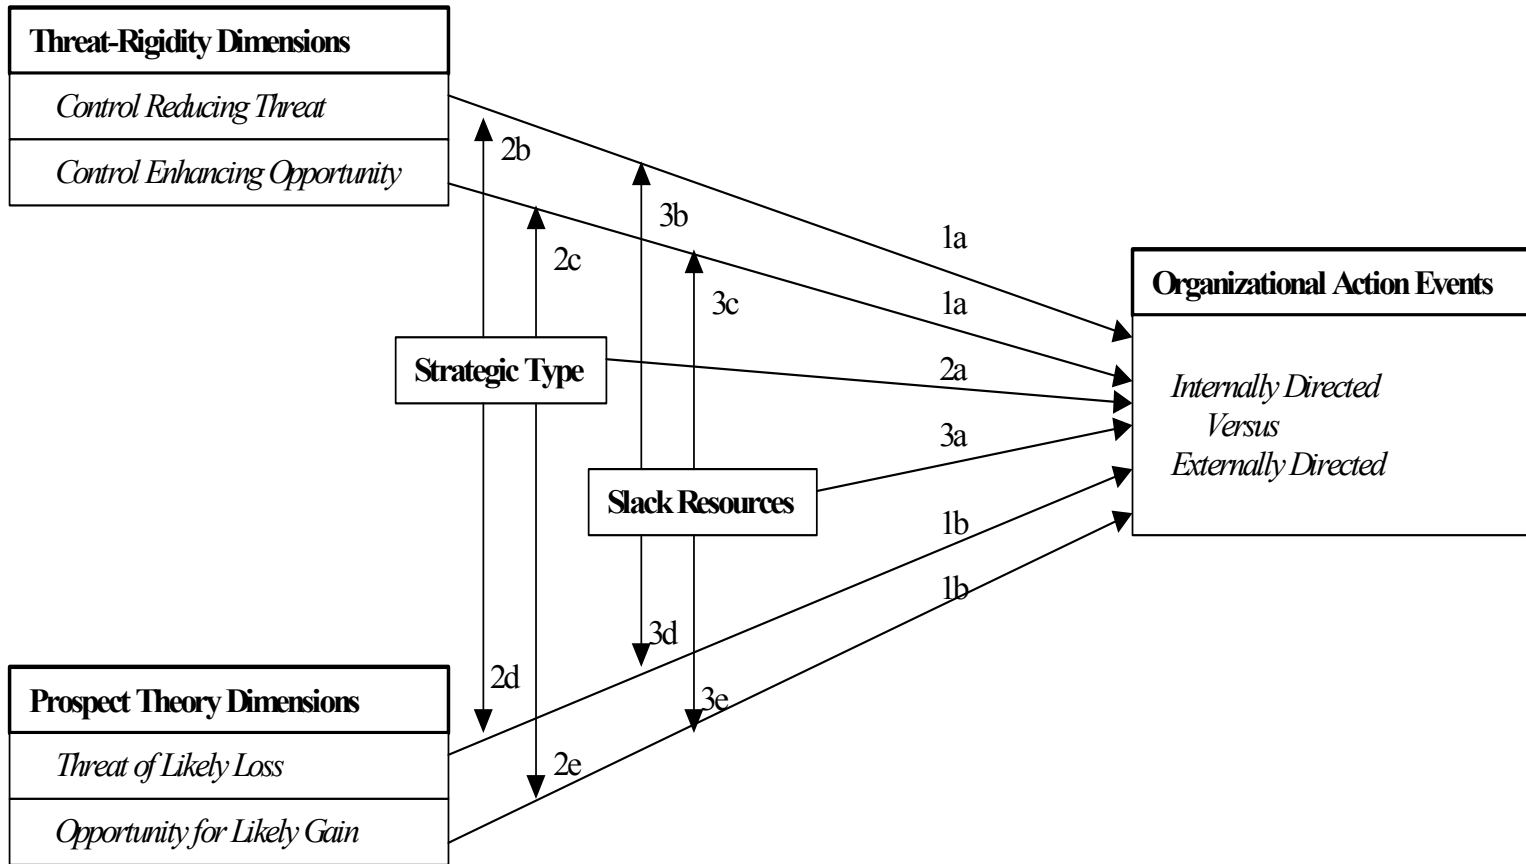 Threat-Rigidity Dimensions
Control Reducing Threat
Control Enhancing Opportunity
2b
3b
2c
3c
1a
1a
Organizational Action Events
Strategic Type
2a
Internally Directed
Versus
Externally Directed
3a
Slack Resources
1b
1b
3d
2d
3e
Prospect Theory Dimensions
Threat of Likely Loss
2e
Opportunity for Likely Gain